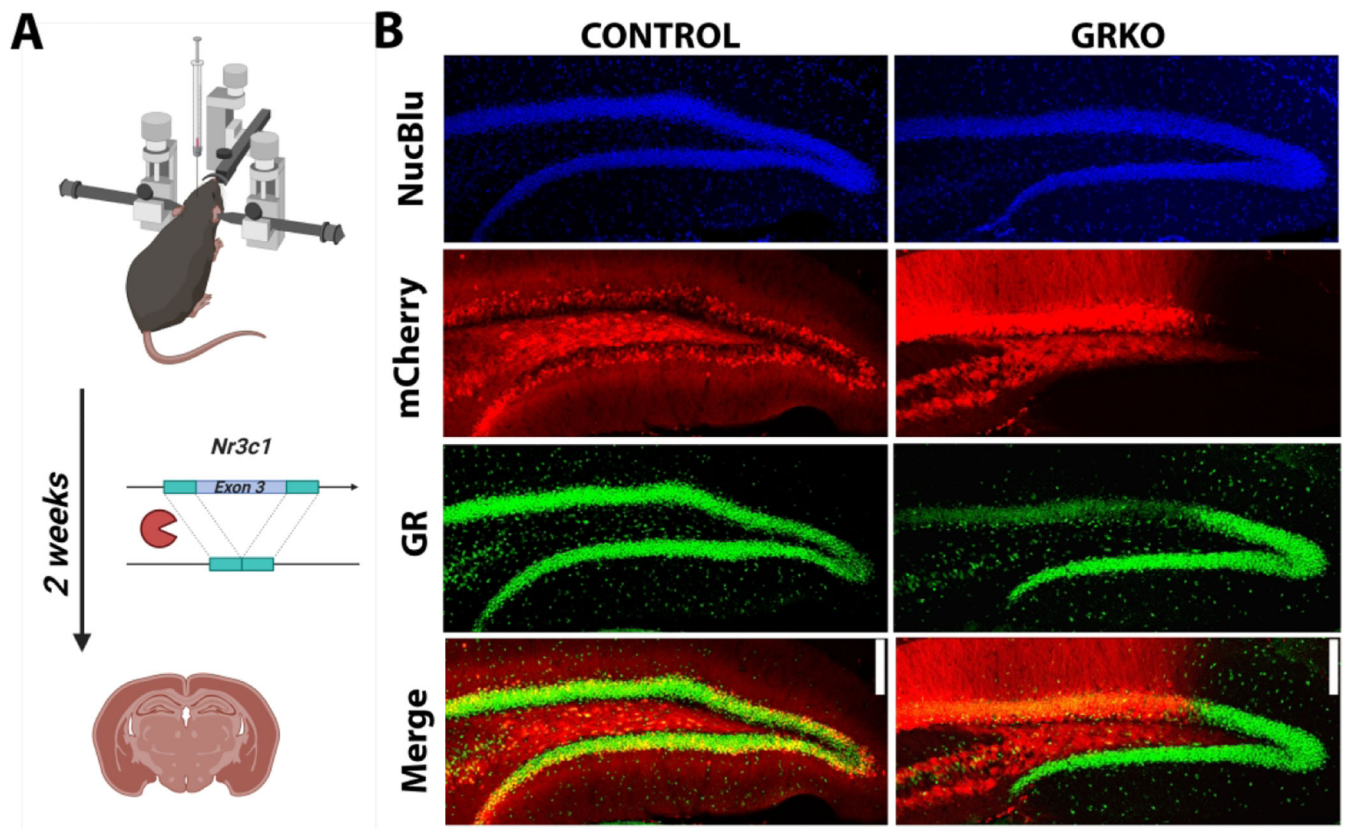 A
B
CONTROL
GRKO
NucBlu
mCherry
GR
Merge
2 weeks
Nr3c1
Exon 3